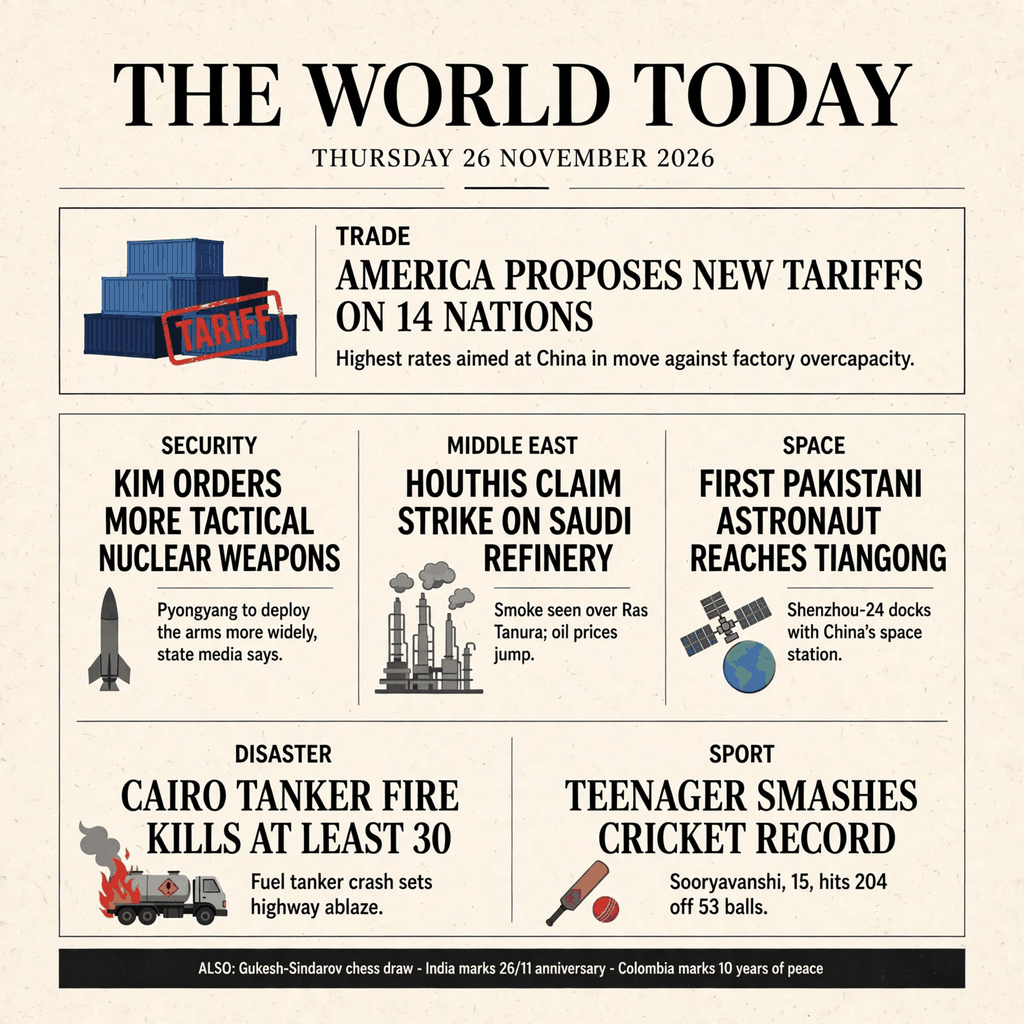 THE WORLD TODAY
THURSDAY 26 NOVEMBER 2026
TARIFF
TRADE
AMERICA PROPOSES NEW TARIFFS
ON 14 NATIONS
Highest rates aimed at China in move against factory overcapacity.
SECURITY
KIM ORDERS
MORE TACTICAL
NUCLEAR WEAPONS
Pyongyang to deploy
the arms more widely,
state media says.
MIDDLE EAST
HOUTHIS CLAIM
STRIKE ON SAUDI
REFINERY
Smoke seen over Ras
Tanura; oil prices
jump.
SPACE
FIRST PAKISTANI
ASTRONAUT
REACHES TIANGONG
Shenzhou-24 docks
with China's space
station.
DISASTER
CAIRO TANKER FIRE
KILLS AT LEAST 30
Fuel tanker crash sets
highway ablaze.
SPORT
TEENAGER SMASHES
CRICKET RECORD
Sooryavanshi, 15, hits 204
off 53 balls.
ALSO: Gukesh-Sindarov chess draw - India marks 26/11 anniversary - Colombia marks 10 years of peace